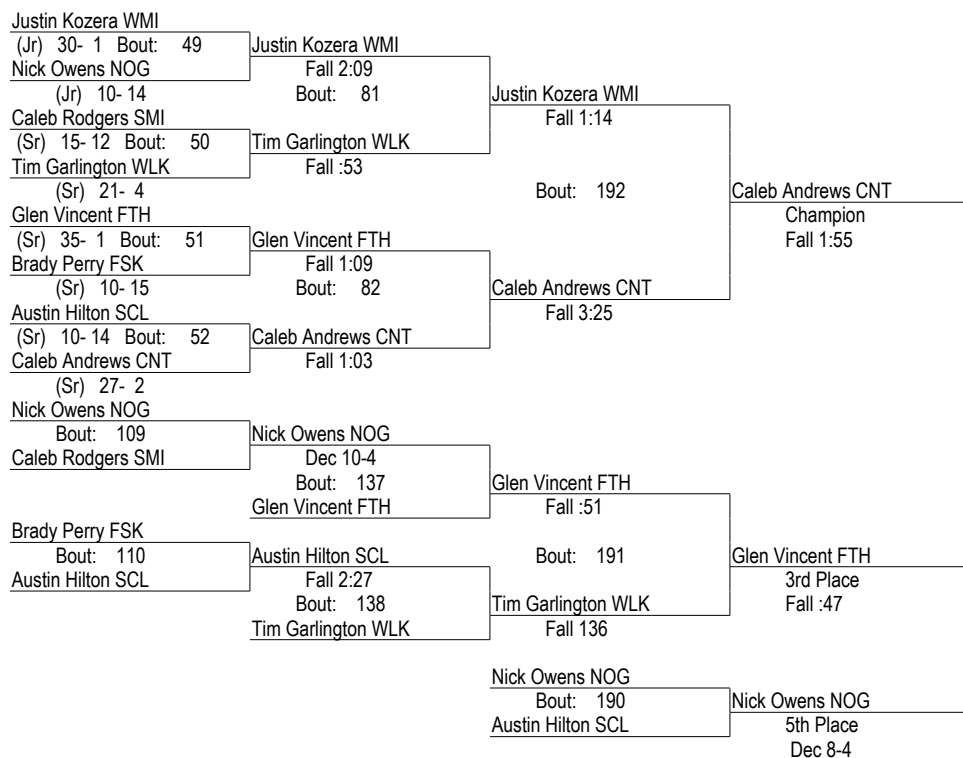 Justin Kozera WMI
(Jr) 30- 1 Bout: 49
Justin Kozera WMI
Nick Owens NOG
Fall 2:09
(Jr) 10- 14
Bout: 81
Justin Kozera WMI
Caleb Rodgers SMI
Fall 1:14
(Sr) 15- 12 Bout: 50
Tim Garlington WLK
Tim Garlington WLK
Fall :53
(Sr) 21- 4
Bout: 192
Caleb Andrews CNT
Glen Vincent FTH
Champion
(Sr) 35- 1 Bout: 51
Glen Vincent FTH
Fall 1:55
Brady Perry FSK
Fall 1:09
(Sr) 10- 15
Bout: 82
Caleb Andrews CNT
Austin Hilton SCL
Fall 3:25
(Sr) 10- 14 Bout: 52
Caleb Andrews CNT
Caleb Andrews CNT
Fall 1:03
(Sr) 27- 2
Nick Owens NOG
Bout: 109
Nick Owens NOG
Caleb Rodgers SMI
Dec 10-4
Bout: 137
Glen Vincent FTH
Glen Vincent FTH
Fall :51
Brady Perry FSK
Bout: 110
Austin Hilton SCL
Bout: 191
Glen Vincent FTH
Austin Hilton SCL
Fall 2:27
3rd Place
Bout: 138
Tim Garlington WLK
Fall :47
Tim Garlington WLK
Fall 136
Nick Owens NOG
Bout: 190
Nick Owens NOG
Austin Hilton SCL
5th Place
Dec 8-4